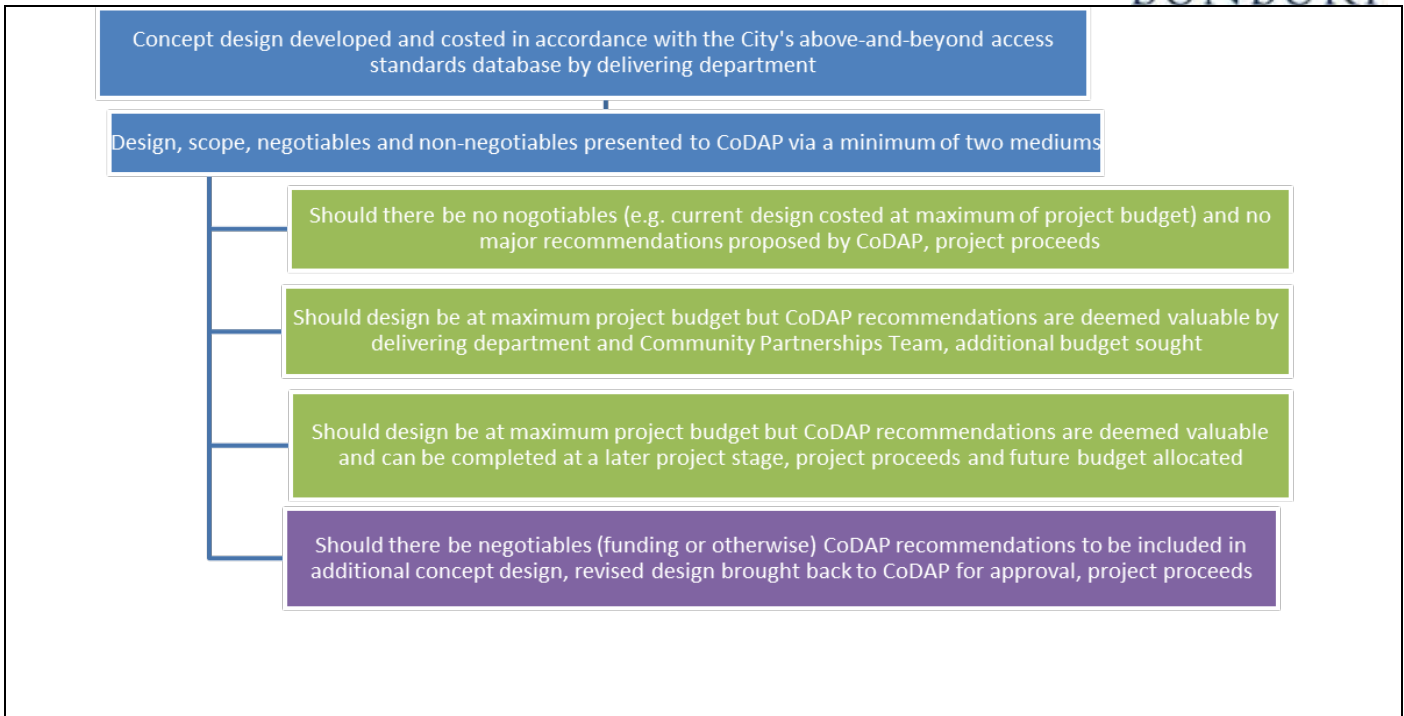 Concept design developed and costed in accordance with the City's above-and-beyond access
standards database by delivering department
Design, scope, negotiables and non-negotiables presented to CoDAP via a minimum of two mediums
Should there be no nogotiables (e.g. current design costed at maximum of project budget) and no
major recommendations proposed by CoDAP, project proceeds
Should design be at maximum project budget but CoDAP recommendations are deemed valuable by
delivering department and Community Partnerships Team, additional budget sought
Should design be at maximum project budget but CoDAP recommendations are deemed valuable
and can be completed at a later project stage, project proceeds and future budget allocated
Should there be negotiables (funding or otherwise) CoDAP recommendations to be included in
additional concept design, revised design brought back to CoDAP for approval, project proceeds